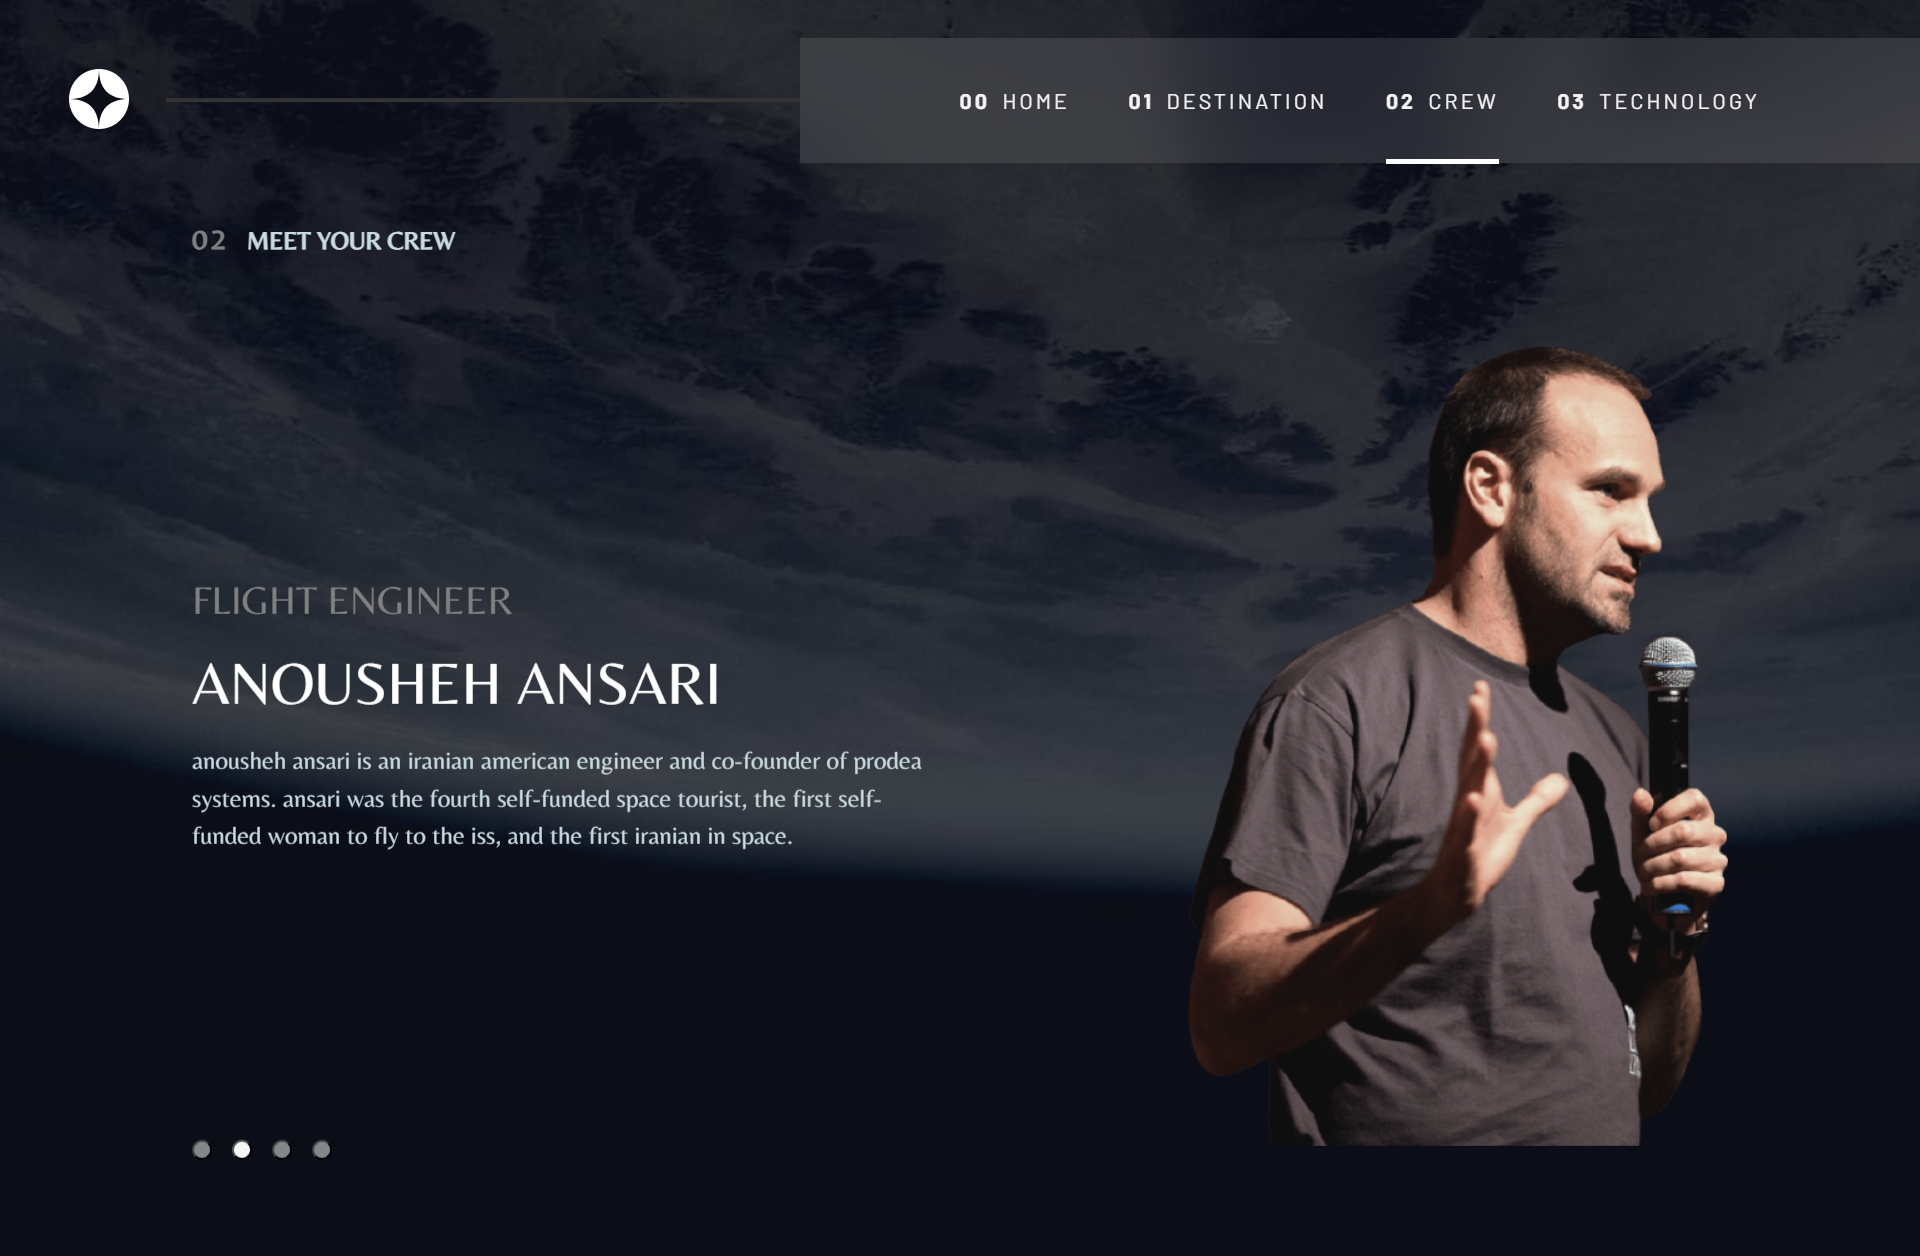 00 HOME 01 DESTINATION 02 CREW 03 TECHNOLOGY
02 MEET YOUR CREW
FLIGHT ENGINEER
ANOUSHEH ANSARI
anousheh ansari is an iranian american engineer and co-founder of prodea
systems. ansari was the fourth self-funded space tourist, the first self-
funded woman to fly to the iss, and the first iranian in space.